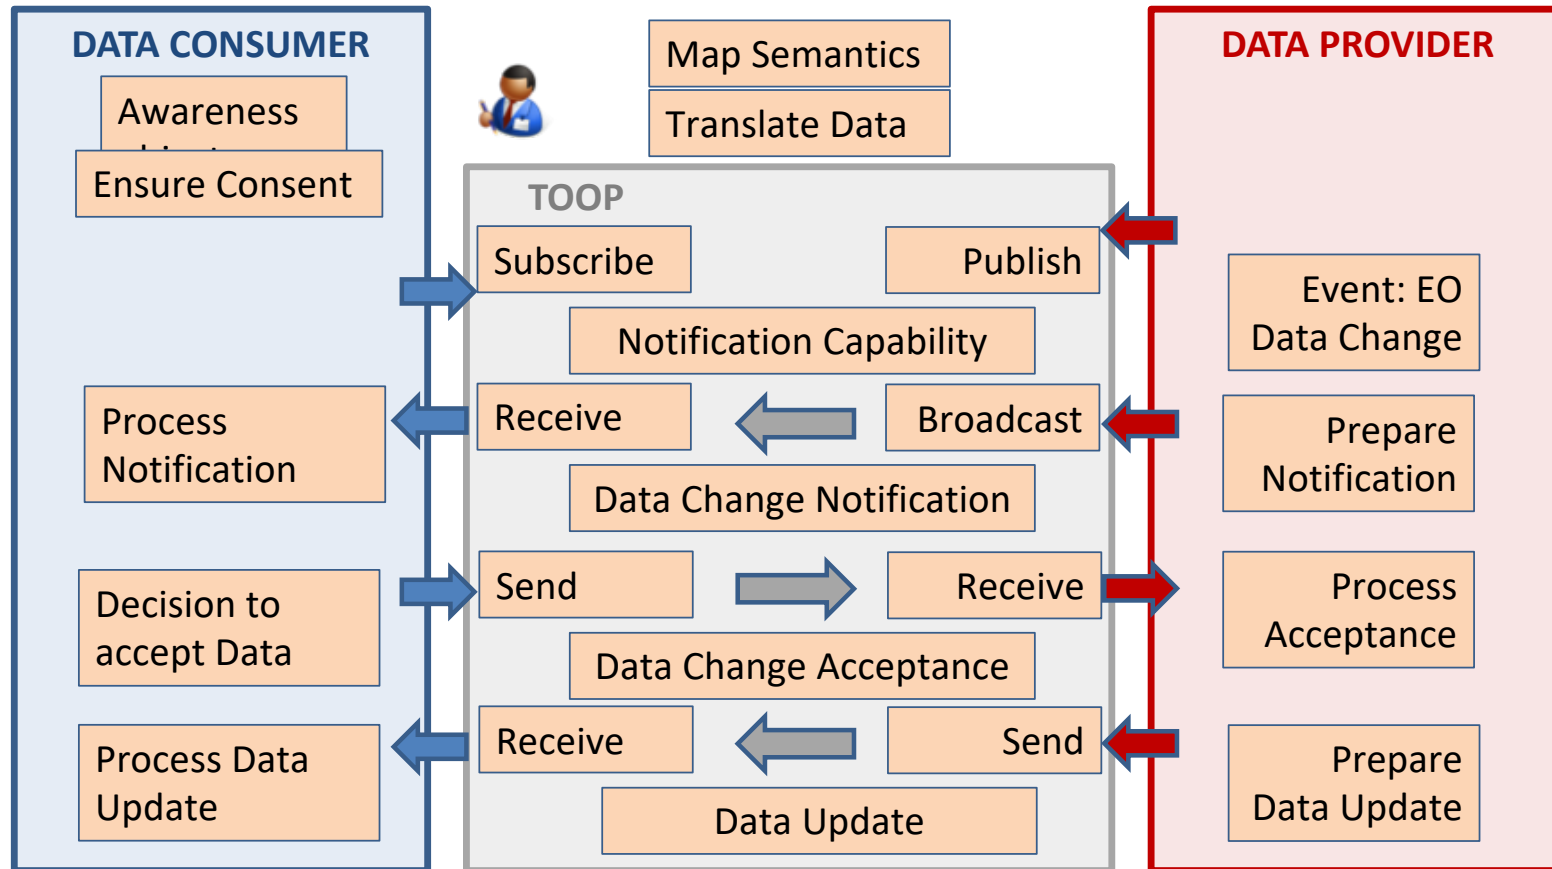 DATA CONSUMER
Awareness
Ensure Consent
Process
Notification
Decision to
accept Data
Process Data
Update
Map Semantics
Translate Data
TOOP
Subscribe
Publish
Notification Capability
Receive
Broadcast
Data Change Notification
Send
Receive
Data Change Acceptance
Receive
Send
Data Update
DATA PROVIDER
Event: EO
Data Change
Prepare
Notification
Process
Acceptance
Prepare
Data Update